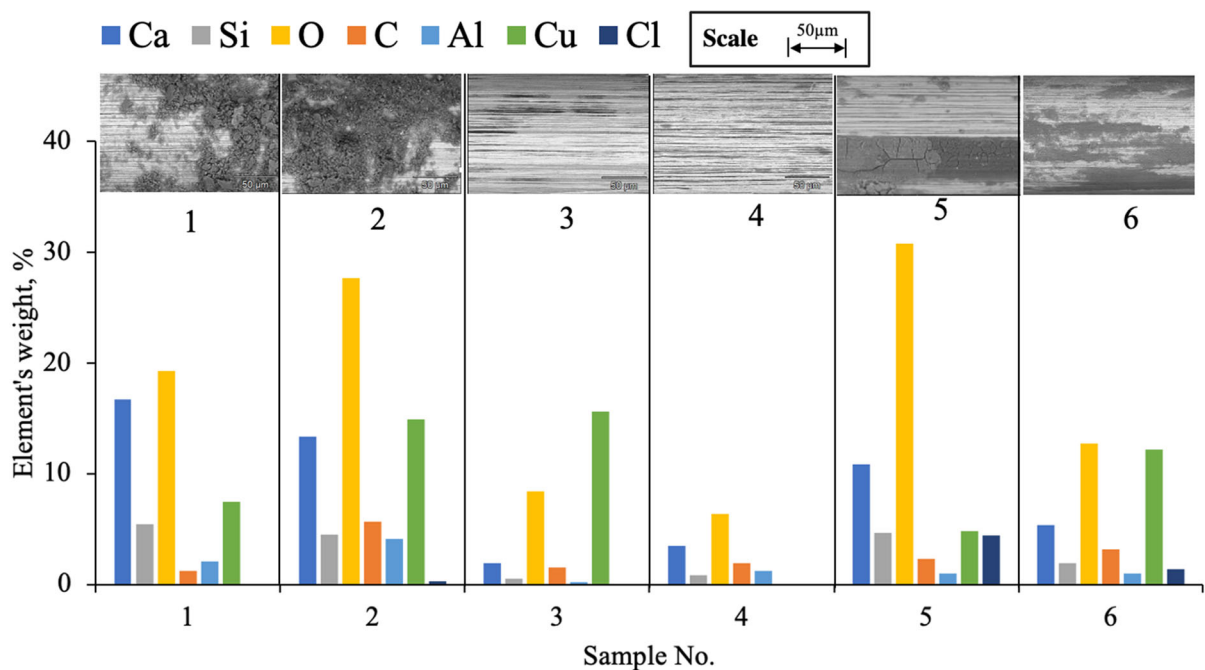 Ca Si O C Al Cu Cl
Scale 50µm
50 µm 50 µm 50 µm 50 µm
1 2 3 4 5 6
40
30
20
10
0
Element's weight, %
1 2 3 4 5 6
Sample No.